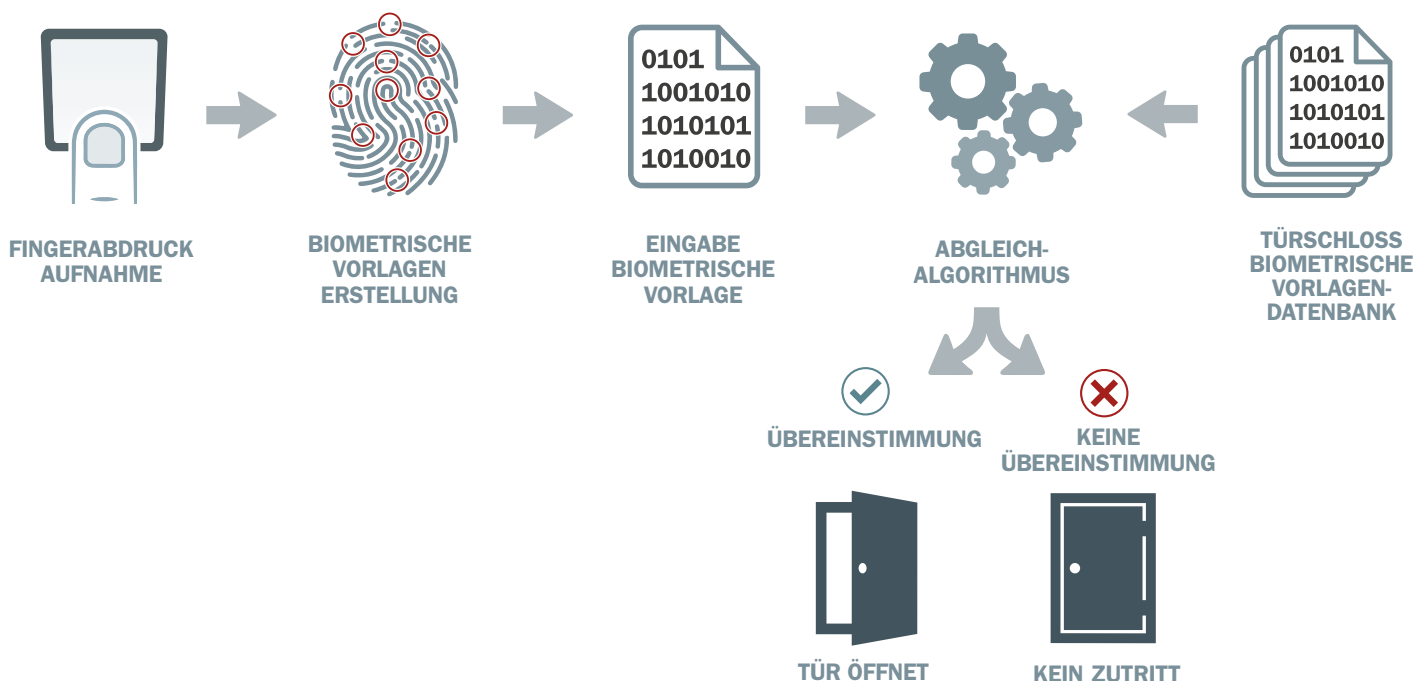 FINGERABDRUCK
AUFNAHME
BIOMETRISCHE
VORLAGEN
ERSTELLUNG
0101
1001010
1010101
1010010
EINGABE
BIOMETRISCHE
VORLAGE
ABGLEICH-
ALGORITHMUS
0101
1001010
1010101
1010010
TÜRSCHLOSS
BIOMETRISCHE
VORLAGEN-
DATENBANK
ÜBEREINSTIMMUNG
KEINE
ÜBEREINSTIMMUNG
TÜR ÖFFNET
KEIN ZUTRITT